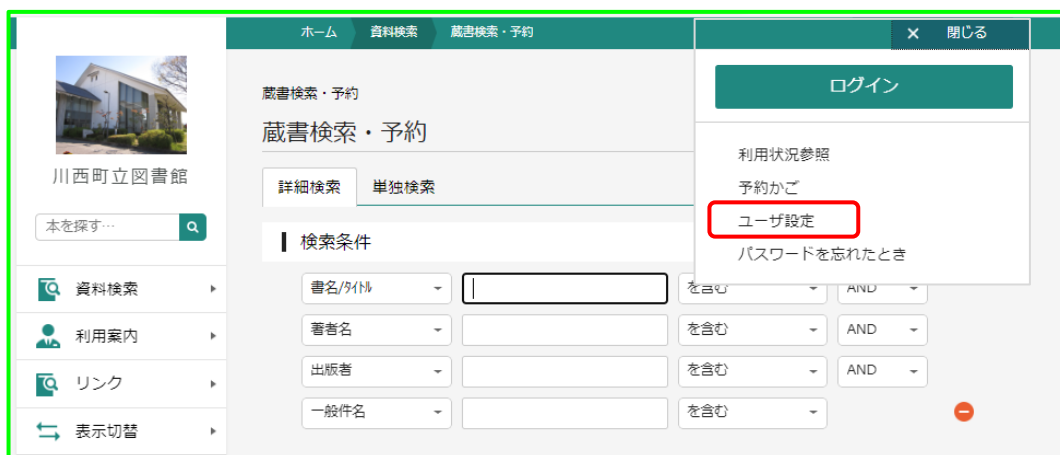 ホーム 資料検索 蔵書検索・予約
× 閉じる
ログイン
利用状況参照
予約かご
ユーザ設定
パスワードを忘れたとき
川西町立図書館
本を探す…
資料検索
利用案内
リンク
表示切替
蔵書検索・予約
蔵書検索・予約
詳細検索 単独検索
検索条件
書名/ﾀｲﾄﾙ を含む AND
著者名 を含む AND
出版者 を含む AND
一般件名 を含む